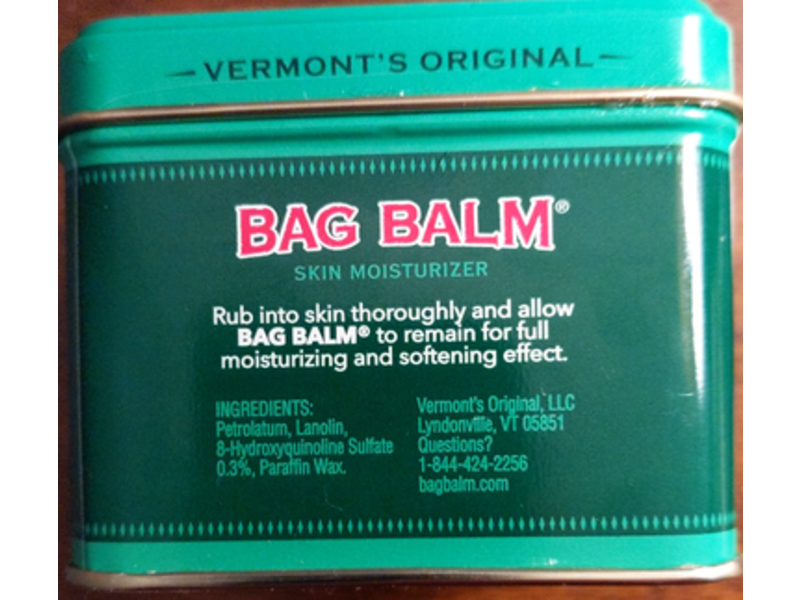 VERMONT'S ORIGINAL
BAG BALM®
SKIN MOISTURIZER
Rub into skin thoroughly and allow
BAG BALM® to remain for full
moisturizing and softening effect.
INGREDIENTS:
Petrolatum, Lanolin,
8-Hydroxyquinoline Sulfate
0.3%, Paraffin Wax.
Vermont's Original, LLC
Lyndonville, VT 05851
Questions?
1-844-424-2256
bagbalm.com